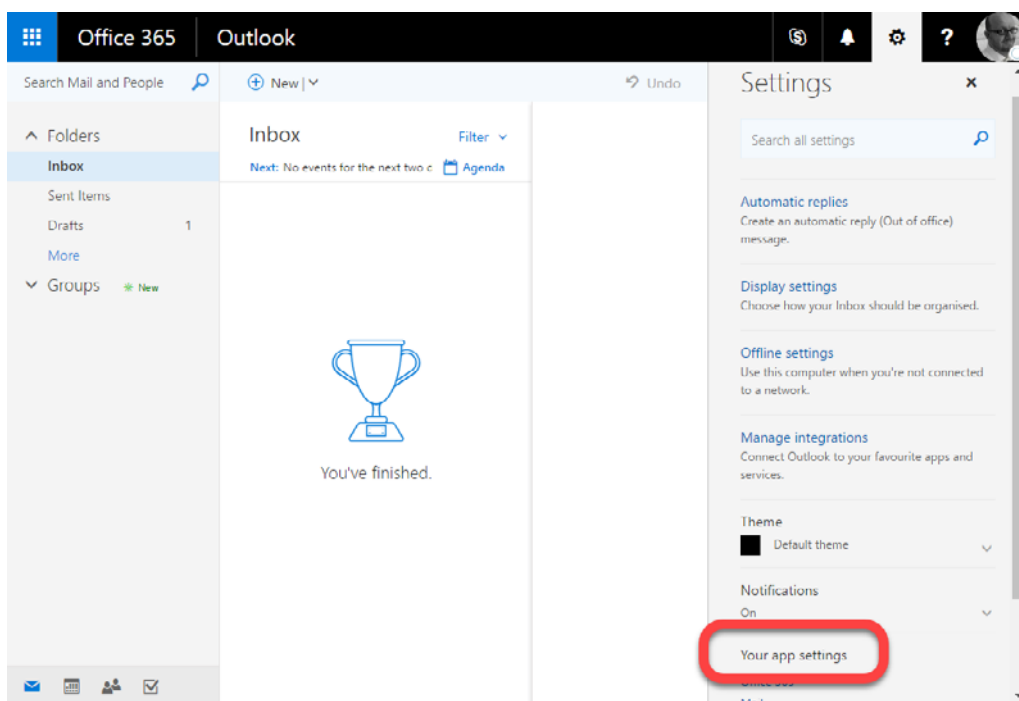 Office 365
Outlook
Search Mail and People
New
Undo
Folders
Inbox
Sent Items
Drafts 1
More
Groups New
Inbox
Filter
Next: No events for the next two
Agenda
You've finished.
Settings
Search all settings
Automatic replies
Create an automatic reply (Out of office)
message.
Display settings
Choose how your Inbox should be organised.
Offline settings
Use this computer when you're not connected
to a network.
Manage integrations
Connect Outlook to your favourite apps and
services.
Theme
Default theme
Notifications
On
Your app settings
Office 365